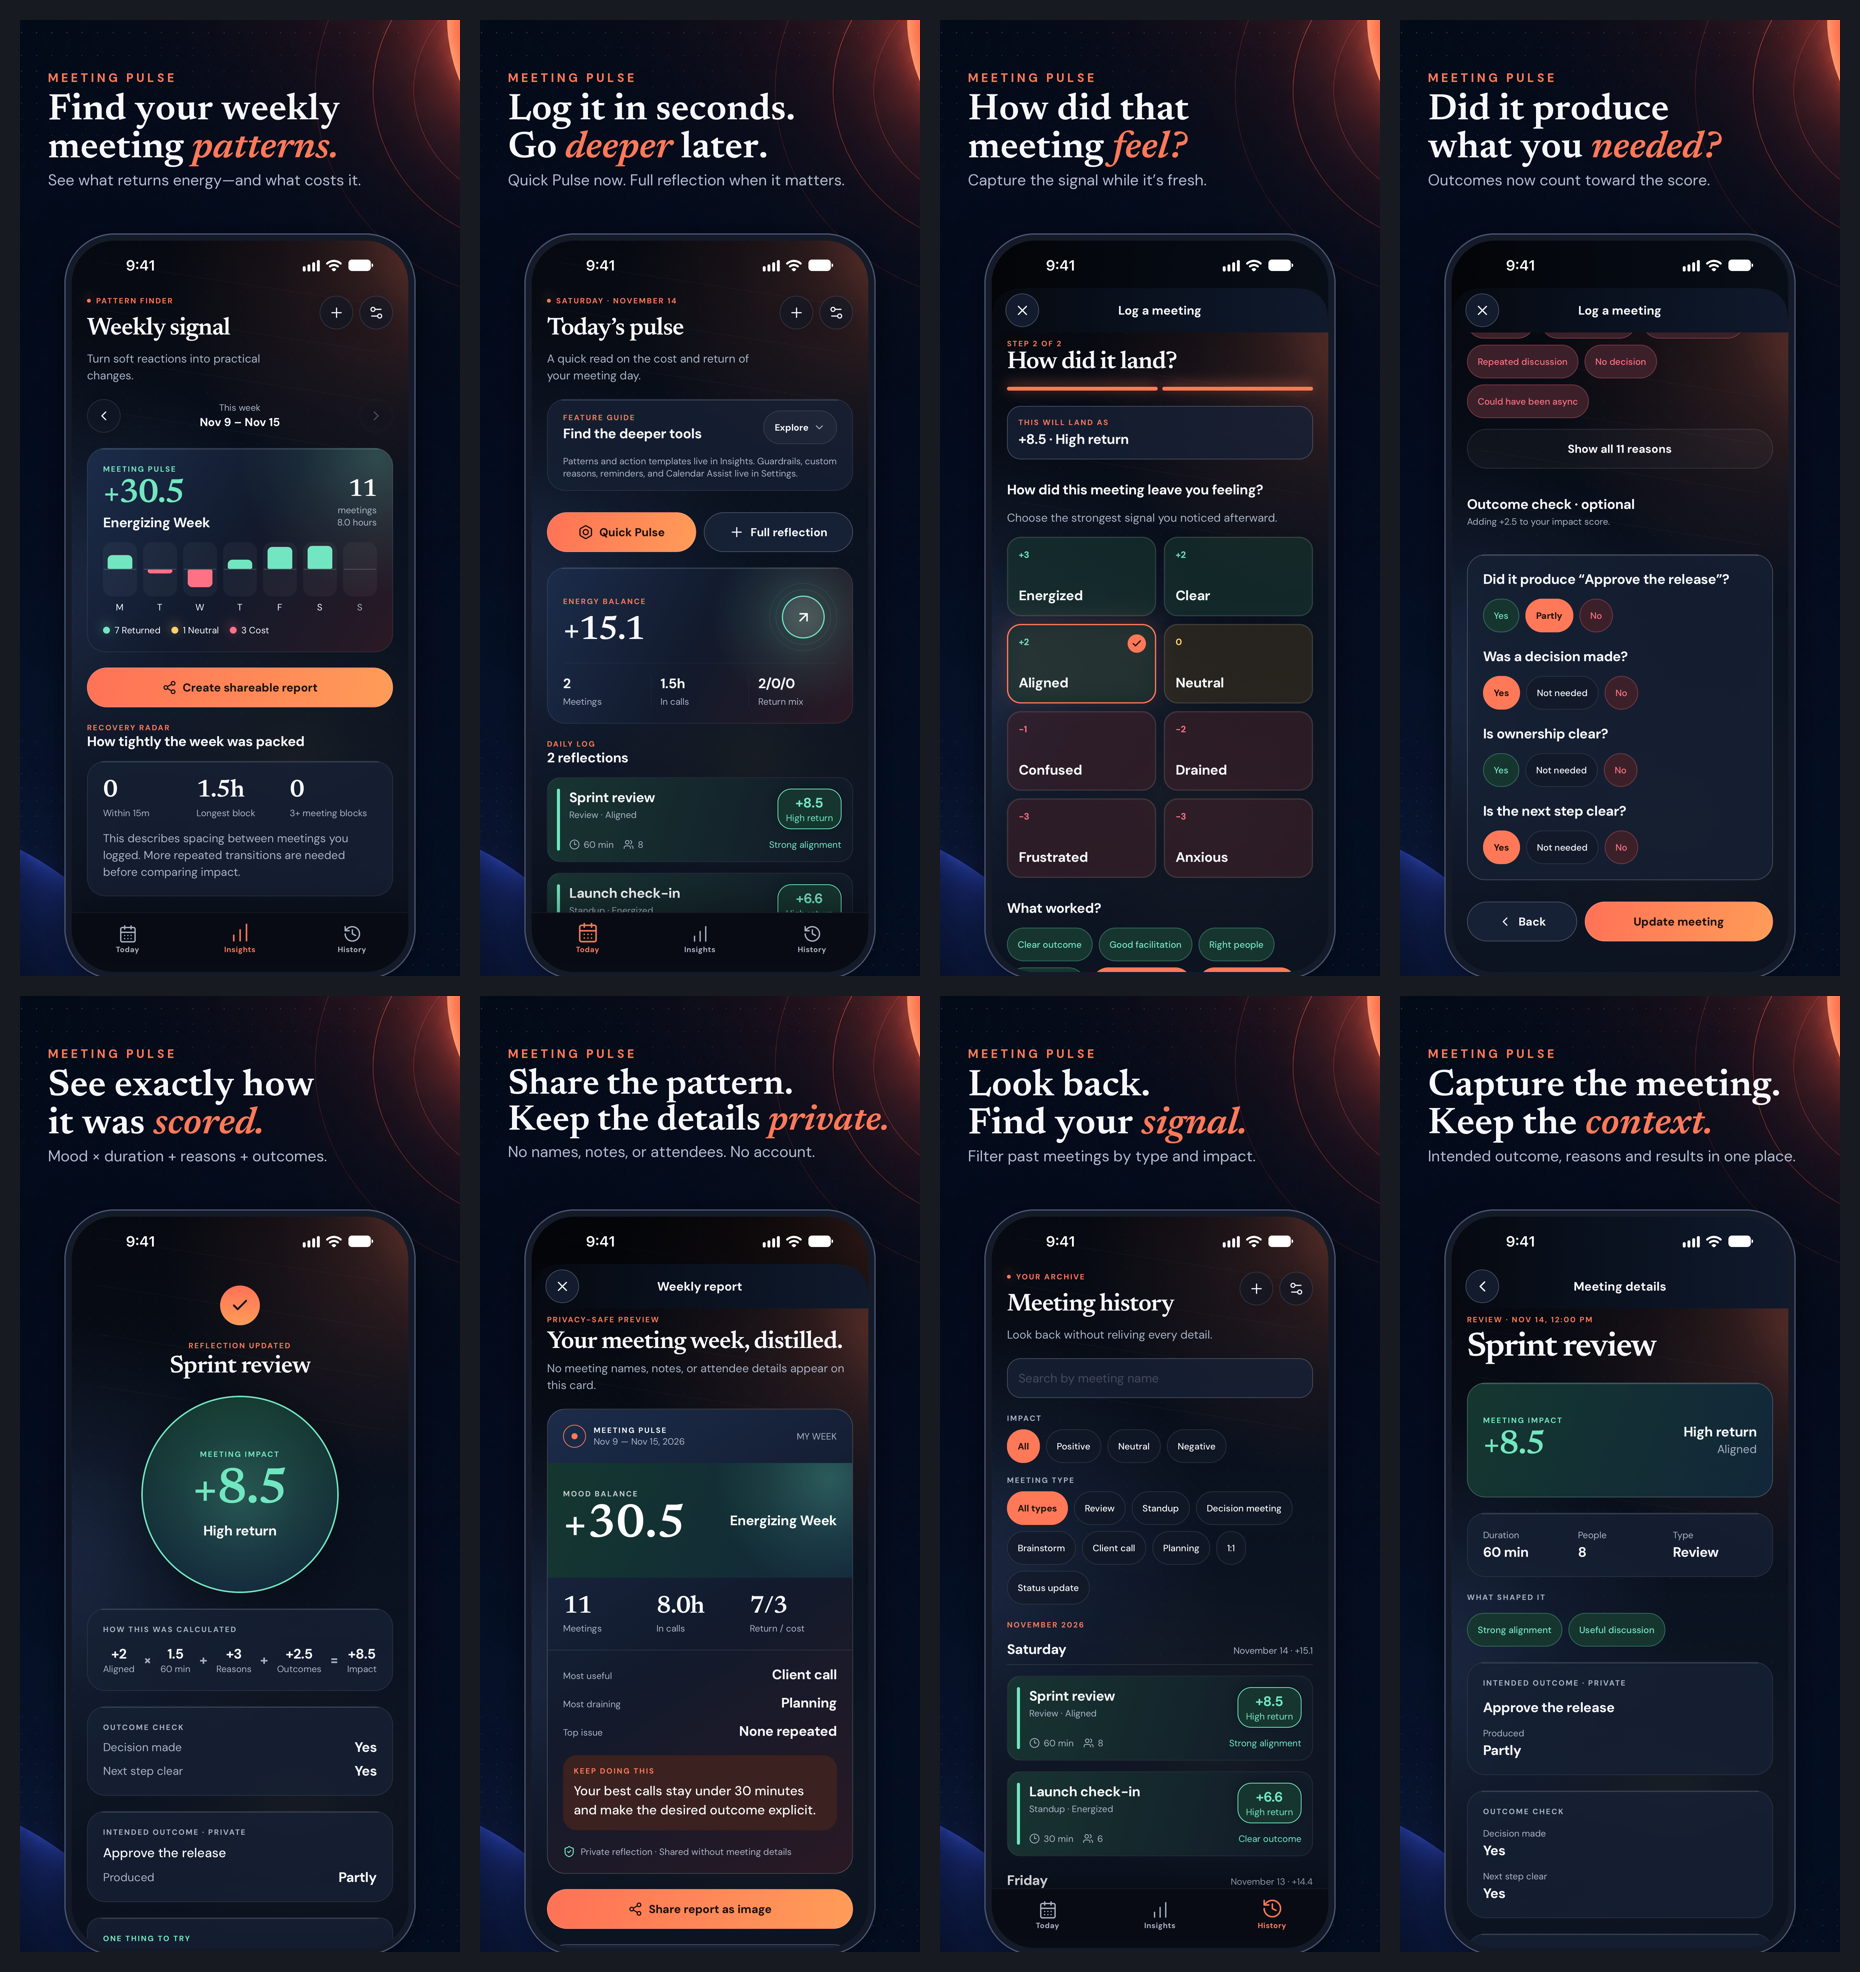 MEETING PULSE
Find your weekly
meeting patterns.
See what returns energy—and what costs it.
9:41
PATTERN FINDER
Weekly signal
Turn soft reactions into practical
changes.
This week
Nov 9 – Nov 15
MEETING PULSE
+30.5
Energizing Week
11
meetings
8.0 hours
M T W T F S S
7 Returned 1 Neutral 3 Cost
Create shareable report
RECOVERY RADAR
How tightly the week was packed
0 1.5h 0
Within 15m Longest block 3+ meeting blocks
This describes spacing between meetings you
logged. More repeated transitions are needed
before comparing impact.
Today Insights History
MEETING PULSE
Log it in seconds.
Go deeper later.
Quick Pulse now. Full reflection when it matters.
9:41
SATURDAY · NOVEMBER 14
Today’s pulse
A quick read on the cost and return of
your meeting day.
FEATURE GUIDE
Find the deeper tools
Explore
Patterns and action templates live in Insights. Guardrails, custom
reasons, reminders, and Calendar Assist live in Settings.
Quick Pulse
Full reflection
ENERGY BALANCE
+15.1
2 1.5h 2/0/0
Meetings In calls Return mix
DAILY LOG
2 reflections
Sprint review
Review · Aligned
+8.5
High return
60 min 8 Strong alignment
Launch check-in
Standup · Energized
+6.6
High return
Today Insights History
MEETING PULSE
How did that
meeting feel?
Capture the signal while it’s fresh.
9:41
Log a meeting
STEP 2 OF 2
How did it land?
THIS WILL LAND AS
+8.5 · High return
How did this meeting leave you feeling?
Choose the strongest signal you noticed afterward.
+3
Energized
+2
Clear
+2
Aligned
0
Neutral
-1
Confused
-2
Drained
-3
Frustrated
-3
Anxious
What worked?
Clear outcome Good facilitation Right people
MEETING PULSE
Did it produce
what you needed?
Outcomes now count toward the score.
9:41
Log a meeting
Repeated discussion No decision
Could have been async
Show all 11 reasons
Outcome check · optional
Adding +2.5 to your impact score.
Did it produce “Approve the release”?
Yes Partly No
Was a decision made?
Yes Not needed No
Is ownership clear?
Yes Not needed No
Is the next step clear?
Yes Not needed No
Back Update meeting
MEETING PULSE
See exactly how
it was scored.
Mood × duration + reasons + outcomes.
9:41
REFLECTION UPDATED
Sprint review
MEETING IMPACT
+8.5
High return
HOW THIS WAS CALCULATED
+2 × 1.5 + +3 + +2.5 = +8.5
Aligned 60 min Reasons Outcomes Impact
OUTCOME CHECK
Decision made Yes
Next step clear Yes
INTENDED OUTCOME · PRIVATE
Approve the release
Produced Partly
ONE THING TO TRY
MEETING PULSE
Share the pattern.
Keep the details private.
No names, notes, or attendees. No account.
9:41
Weekly report
PRIVACY-SAFE PREVIEW
Your meeting week, distilled.
No meeting names, notes, or attendee details appear on
this card.
MEETING PULSE
Nov 9 — Nov 15, 2026
MY WEEK
MOOD BALANCE
+30.5
Energizing Week
11 8.0h 7/3
Meetings In calls Return / cost
Most useful Client call
Most draining Planning
Top issue None repeated
KEEP DOING THIS
Your best calls stay under 30 minutes
and make the desired outcome explicit.
Private reflection · Shared without meeting details
Share report as image
MEETING PULSE
Look back.
Find your signal.
Filter past meetings by type and impact.
9:41
YOUR ARCHIVE
Meeting history
Look back without reliving every detail.
Search by meeting name
IMPACT
All Positive Neutral Negative
MEETING TYPE
All types Review Standup Decision meeting
Brainstorm Client call Planning 1:1
Status update
NOVEMBER 2026
Saturday November 14 · +15.1
Sprint review
Review · Aligned
+8.5
High return
60 min 8 Strong alignment
Launch check-in
Standup · Energized
+6.6
High return
30 min 6 Clear outcome
Friday November 13 · +14.4
Today Insights History
MEETING PULSE
Capture the meeting.
Keep the context.
Intended outcome, reasons and results in one place.
9:41
Meeting details
REVIEW · NOV 14, 12:00 PM
Sprint review
MEETING IMPACT
+8.5
High return
Aligned
Duration People Type
60 min 8 Review
WHAT SHAPED IT
Strong alignment Useful discussion
INTENDED OUTCOME · PRIVATE
Approve the release
Produced
Partly
OUTCOME CHECK
Decision made
Yes
Next step clear
Yes